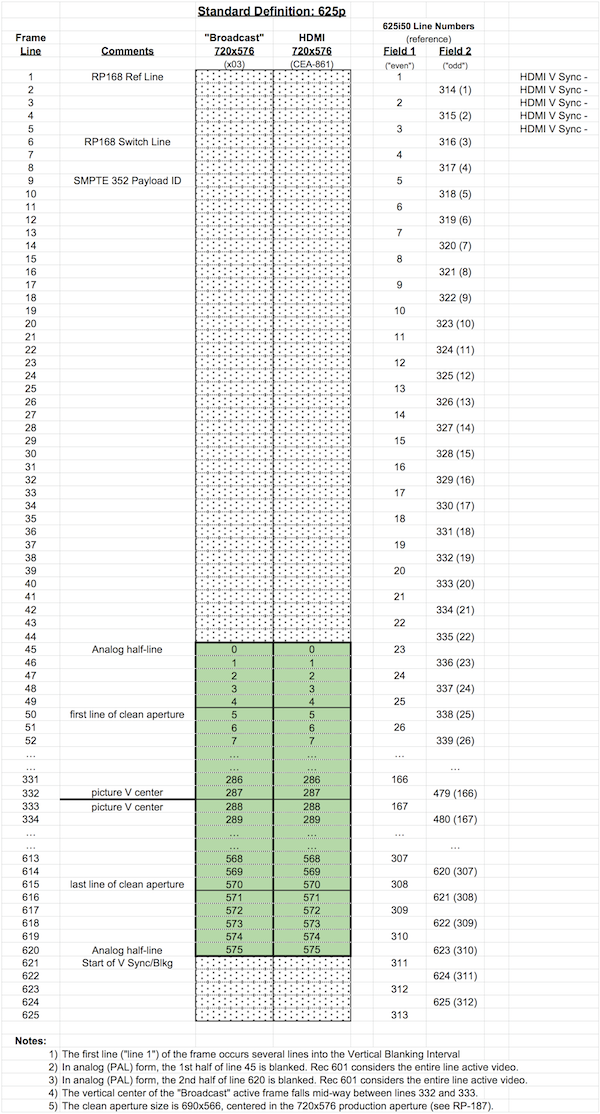 Standard Definition: 625p
625i50 Line Numbers
Frame "Broadcast" HDMI (reference)
Line Comments 720x576 720x576 Field 1 Field 2
(x03) (CEA-861) ("even") ("odd")
1 RP168 Ref Line 1 HDMI V Sync -
2 314 (1) HDMI V Sync -
3 2 HDMI V Sync -
4 315 (2) HDMI V Sync -
5 3 HDMI V Sync -
6 RP168 Switch Line 316 (3)
7 4
8 317 (4)
9 SMPTE 352 Payload ID 5
10 318 (5)
11 6
12 319 (6)
13 7
14 320 (7)
15 8
16 321 (8)
17 9
18 322 (9)
19 10
20 323 (10)
21 11
22 324 (11)
23 12
24 325 (12)
25 13
26 326 (13)
27 14
28 327 (14)
29 15
30 328 (15)
31 16
32 329 (16)
33 17
34 330 (17)
35 18
36 331 (18)
37 19
38 332 (19)
39 20
40 333 (20)
41 21
42 334 (21)
43 22
44 335 (22)
45 Analog half-line 0 0 23
46 1 1 336 (23)
47 2 2 24
48 3 3 337 (24)
49 4 4 25
50 first line of clean aperture 5 5 338 (25)
51 6 6 26
52 7 7 339 (26)
... ... ... ...
... ... ... ...
331 286 286 166
332 picture V center 287 287 479 (166)
333 picture V center 288 288 167
334 289 289 480 (167)
... ... ... ...
... ... ... ...
613 568 568 307
614 569 569 620 (307)
615 last line of clean aperture 570 570 308
616 571 571 621 (308)
617 572 572 309
618 573 573 622 (309)
619 574 574 310
620 Analog half-line 575 575 623 (310)
621 Start of V Sync/Blkg 311
622 624 (311)
623 312
624 625 (312)
625 313
Notes:
1) The first line ("line 1") of the frame occurs several lines into the Vertical Blanking Interval
2) In analog (PAL) form, the 1st half of line 45 is blanked. Rec 601 considers the entire line active video.
3) In analog (PAL) form, the 2nd half of line 620 is blanked. Rec 601 considers the entire line active video.
4) The vertical center of the "Broadcast" active frame falls mid-way between lines 332 and 333.
5) The clean aperture size is 690x566, centered in the 720x576 production aperture (see RP-187).